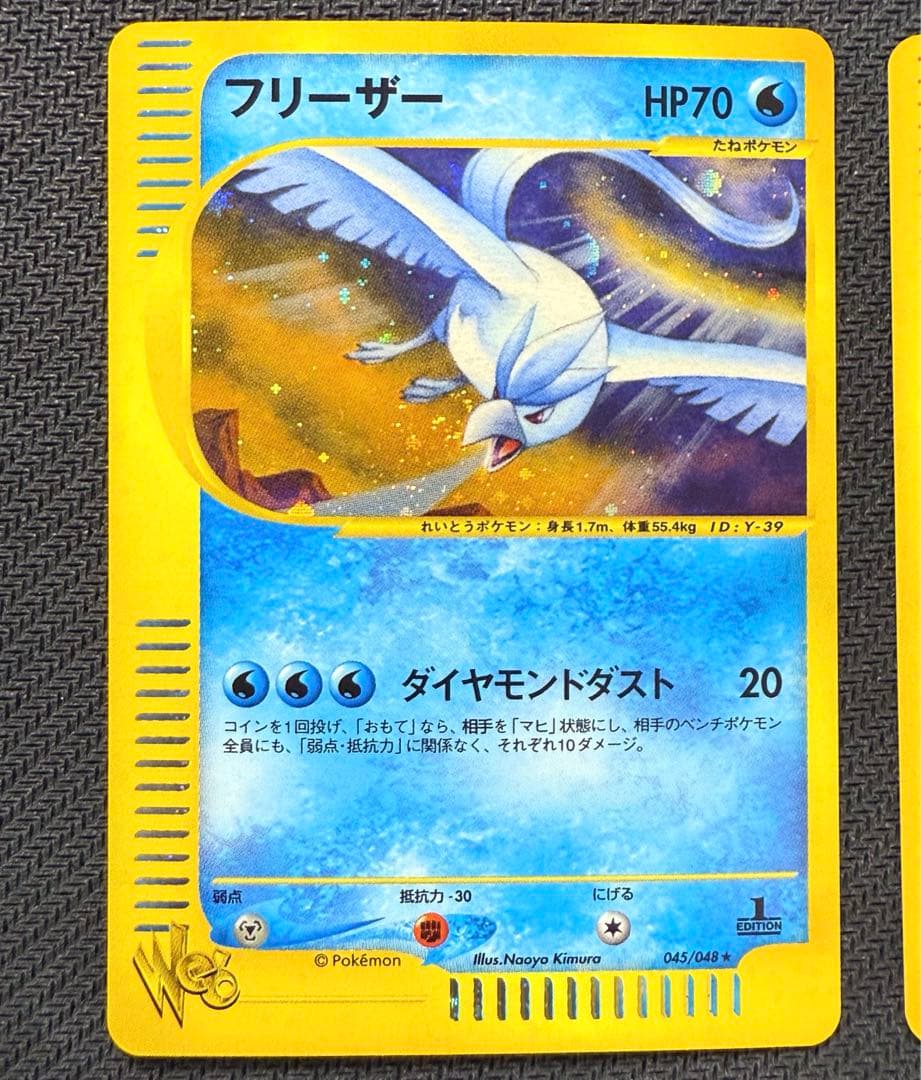 フリーザー HP70
たねポケモン
れいとうポケモン：身長1.7m、体重55.4kg ID:Y-39
ダイヤモンドダスト 20
コインを1回投げ、「おもて」なら、相手を「マヒ」状態にし、相手のベンチポケモン
全員にも、「弱点・抵抗力」に関係なく、それぞれ10ダメージ。
弱点 抵抗力 -30 にげる
1
EDITION
Web
©Pokémon Illus.Naoyo Kimura 045/048★